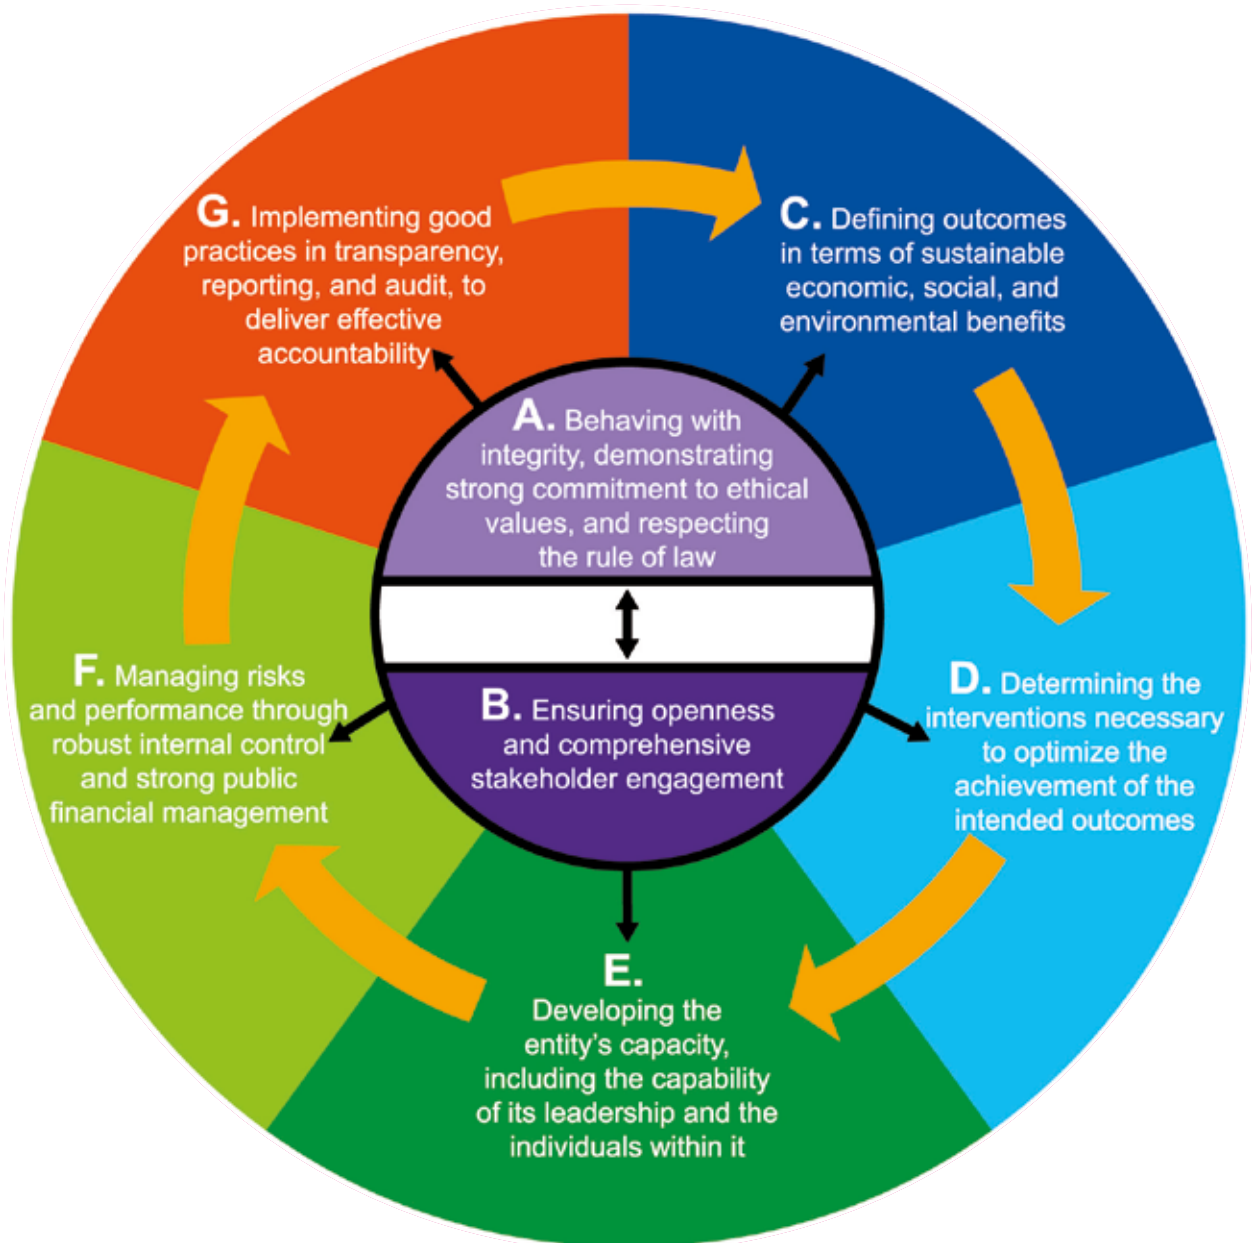 A. Behaving with
integrity, demonstrating
strong commitment to ethical
values, and respecting
the rule of law
B. Ensuring openness
and comprehensive
stakeholder engagement
C. Defining outcomes
in terms of sustainable
economic, social, and
environmental benefits
D. Determining the
interventions necessary
to optimize the
achievement of the
intended outcomes
E.
Developing the
entity’s capacity,
including the capability
of its leadership and the
individuals within it
F. Managing risks
and performance through
robust internal control
and strong public
financial management
G. Implementing good
practices in transparency,
reporting, and audit, to
deliver effective
accountability